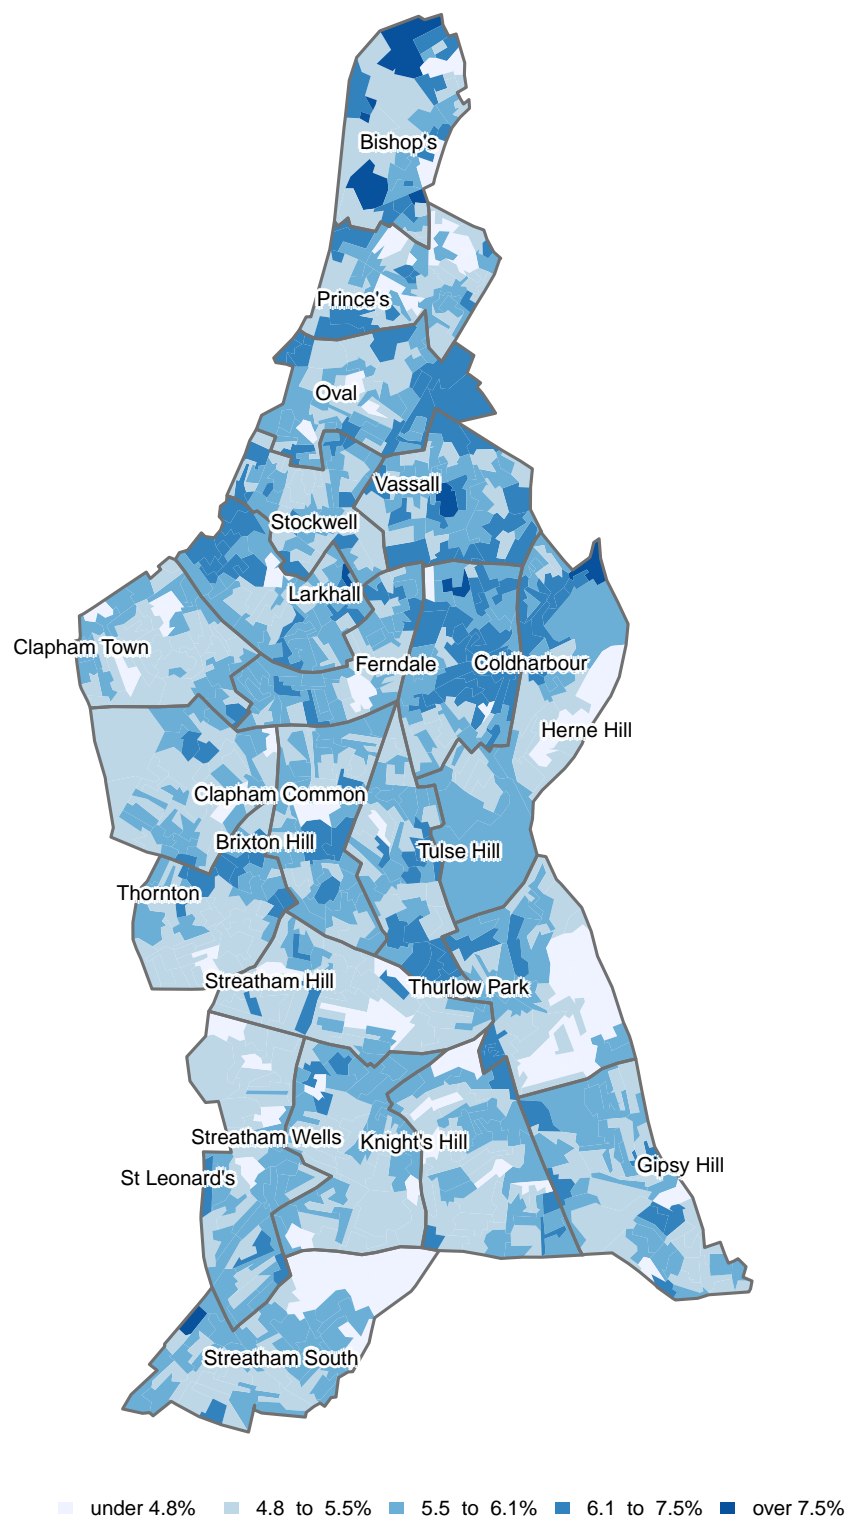 Bishop's
Prince's
Oval
Vassall
Stockwell
Larkhall
Clapham Town
Ferndale
Coldharbour
Herne Hill
Clapham Common
Brixton Hill
Tulse Hill
Thornton
Streatham Hill
Thurlow Park
Streatham Wells
Knight's Hill
Gipsy Hill
St Leonard's
Streatham South
under 4.8% 4.8 to 5.5% 5.5 to 6.1% 6.1 to 7.5% over 7.5%